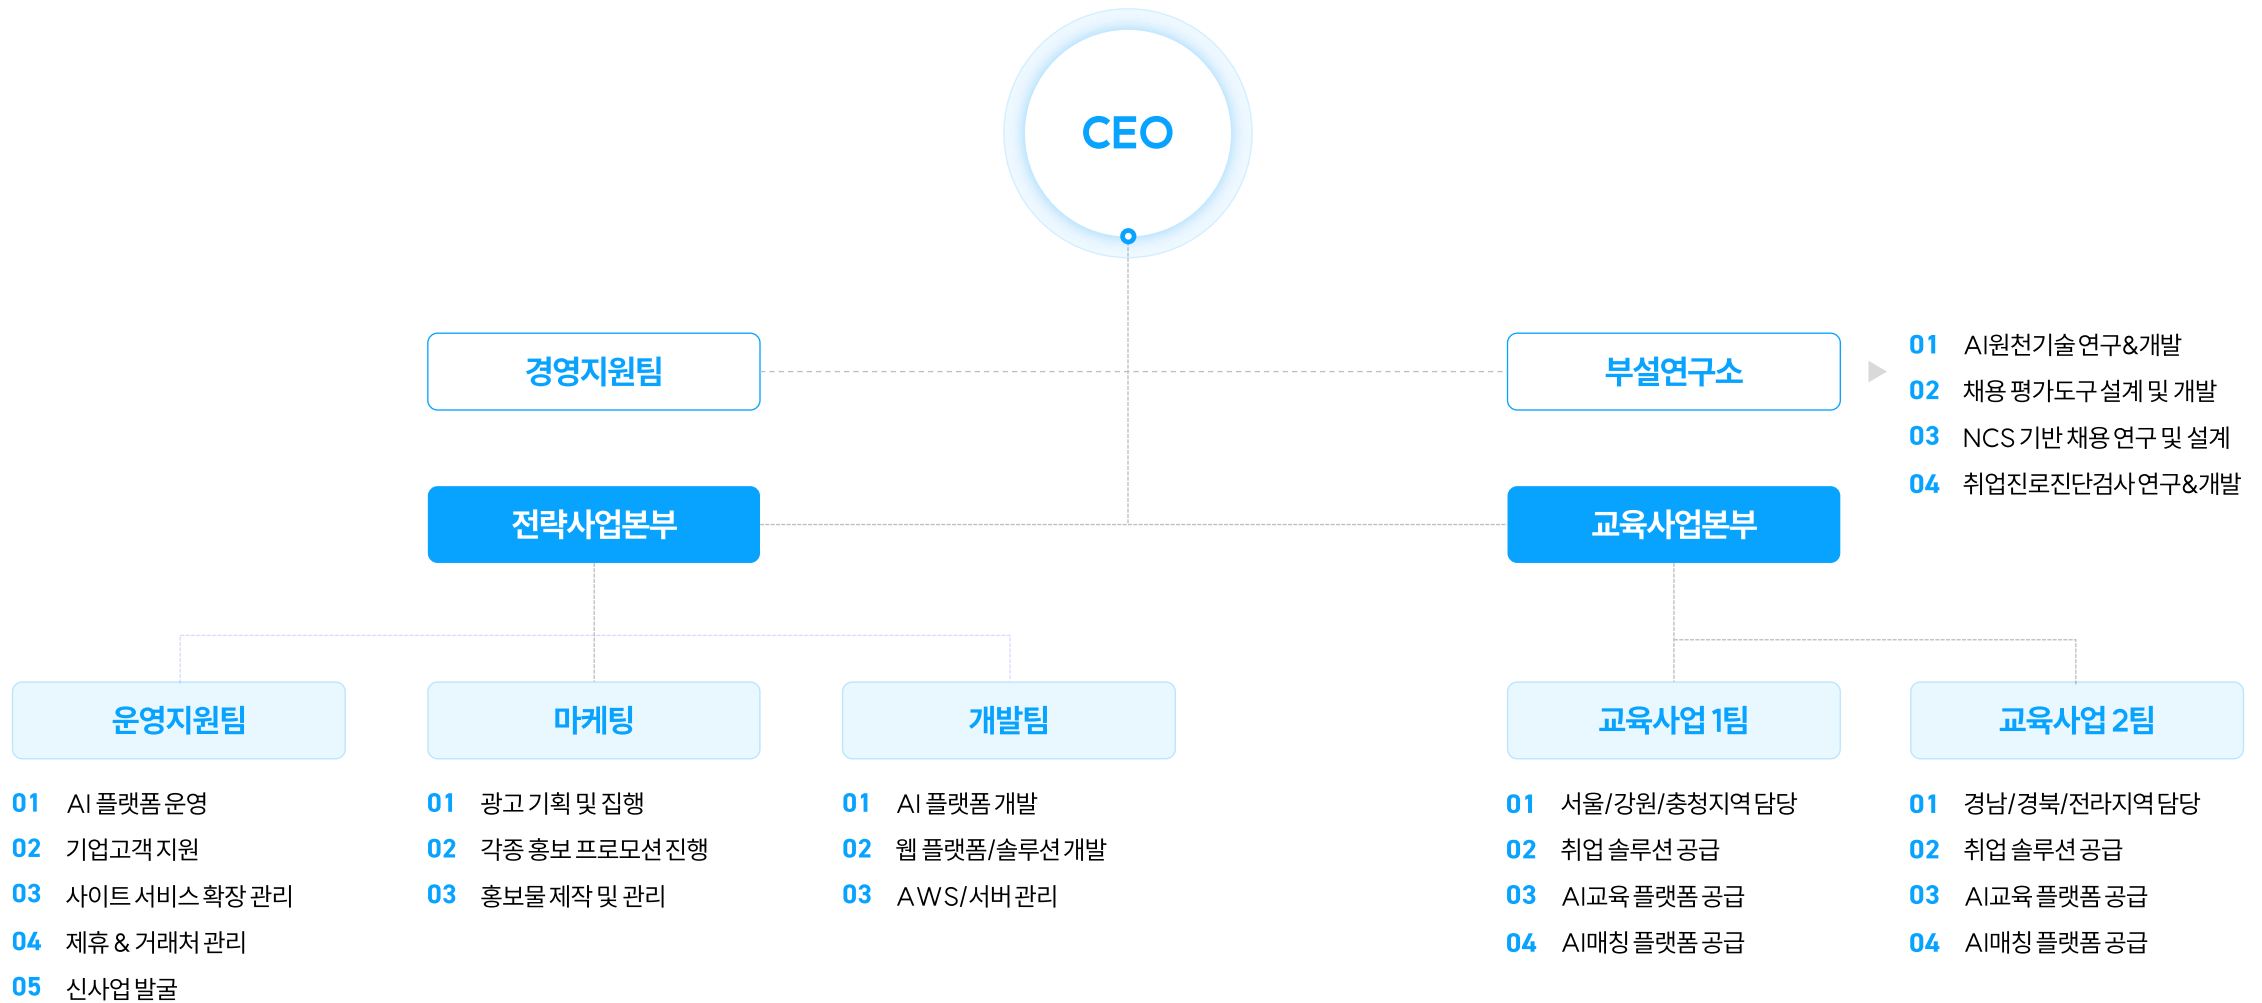 CEO
경영지원팀
부설연구소
01 AI원천기술 연구&개발
02 채용 평가도구 설계 및 개발
03 NCS 기반 채용 연구 및 설계
04 취업진로진단검사 연구&개발
전략사업본부
교육사업본부
운영지원팀
01 AI 플랫폼 운영
02 기업고객 지원
03 사이트 서비스 확장 관리
04 제휴 & 거래처 관리
05 신사업 발굴
마케팅
01 광고 기획 및 집행
02 각종 홍보 프로모션 진행
03 홍보물 제작 및 관리
개발팀
01 AI 플랫폼 개발
02 웹 플랫폼/솔루션 개발
03 AWS/서버 관리
교육사업 1팀
01 서울/강원/충청지역 담당
02 취업 솔루션 공급
03 AI교육 플랫폼 공급
04 AI매칭 플랫폼 공급
교육사업 2팀
01 경남/경북/전라지역 담당
02 취업 솔루션 공급
03 AI교육 플랫폼 공급
04 AI매칭 플랫폼 공급